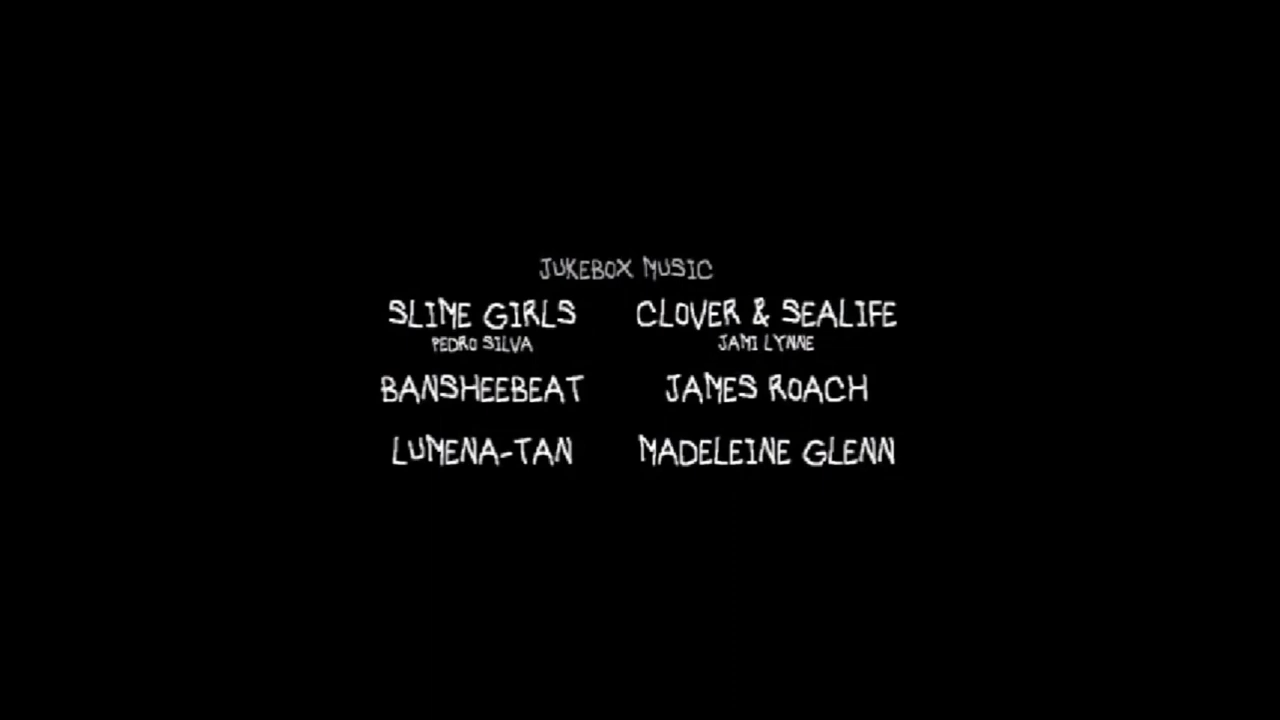 JUKEBOX MUSIC
SLIME GIRLS CLOVER & SEALIFE
PEDRO SILVA JAMI LYNNE
BANSHEEBEAT JAMES ROACH
LUMENA-TAN MADELEINE GLENN